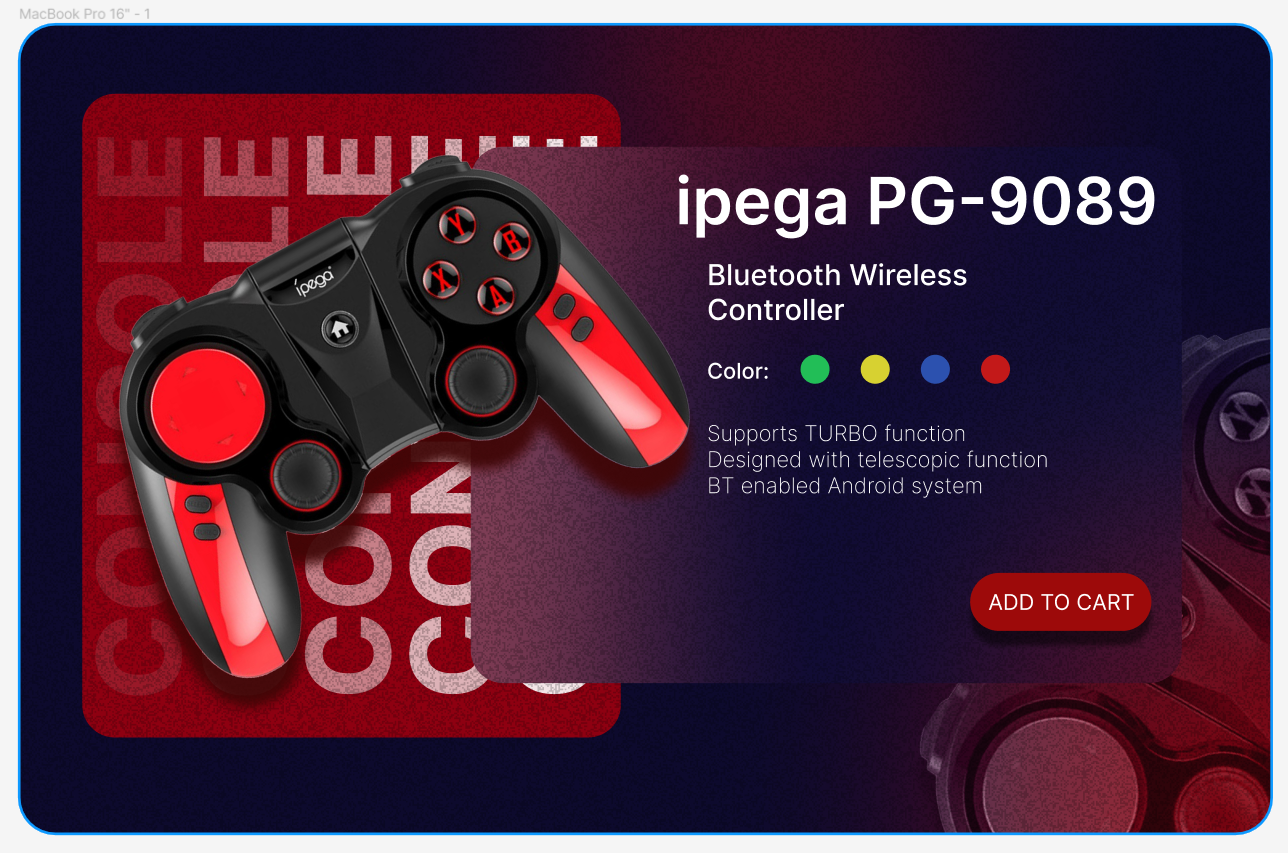 MacBook Pro 16" - 1
CONSOLE
CONSOLE
CONSOLE
CONSOLE
ipega PG-9089
Y
B
X
A
ipega
Bluetooth Wireless
Controller
Color:
Supports TURBO function
Designed with telescopic function
BT enabled Android system
ADD TO CART